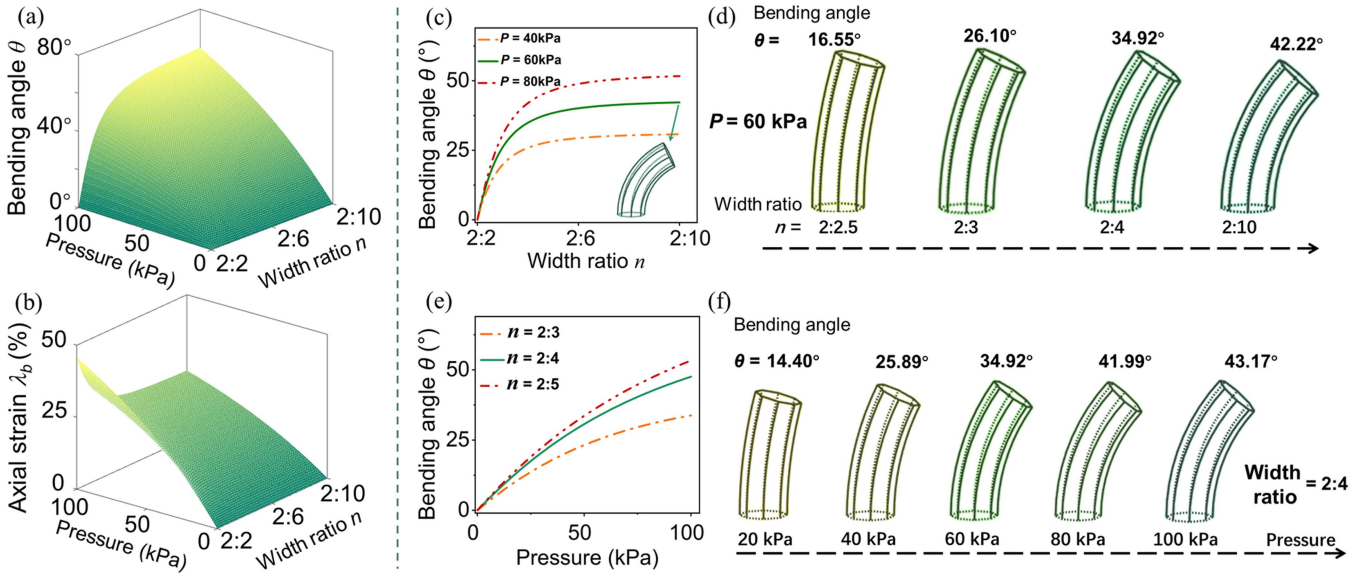 (a)
Bending angle θ
80°
40°
0°
100
50
0
Pressure (kPa)
2:2
2:6
2:10
Width ratio n
(b)
Axial strain λb (%)
50
25
0
100
50
0
Pressure (kPa)
2:2
2:6
2:10
Width ratio n
(c)
Bending angle θ (°)
50
25
0
P = 40kPa
P = 60kPa
P = 80kPa
2:2
2:6
2:10
Width ratio n
(d)
Bending angle
θ = 16.55° 26.10° 34.92° 42.22°
P = 60 kPa
Width ratio
n = 2:2.5 2:3 2:4 2:10
(e)
Bending angle θ (°)
50
25
0
n = 2:3
n = 2:4
n = 2:5
0 50 100
Pressure (kPa)
(f)
Bending angle
θ = 14.40° 25.89° 34.92° 41.99° 43.17°
Width
ratio = 2:4
20 kPa 40 kPa 60 kPa 80 kPa 100 kPa Pressure